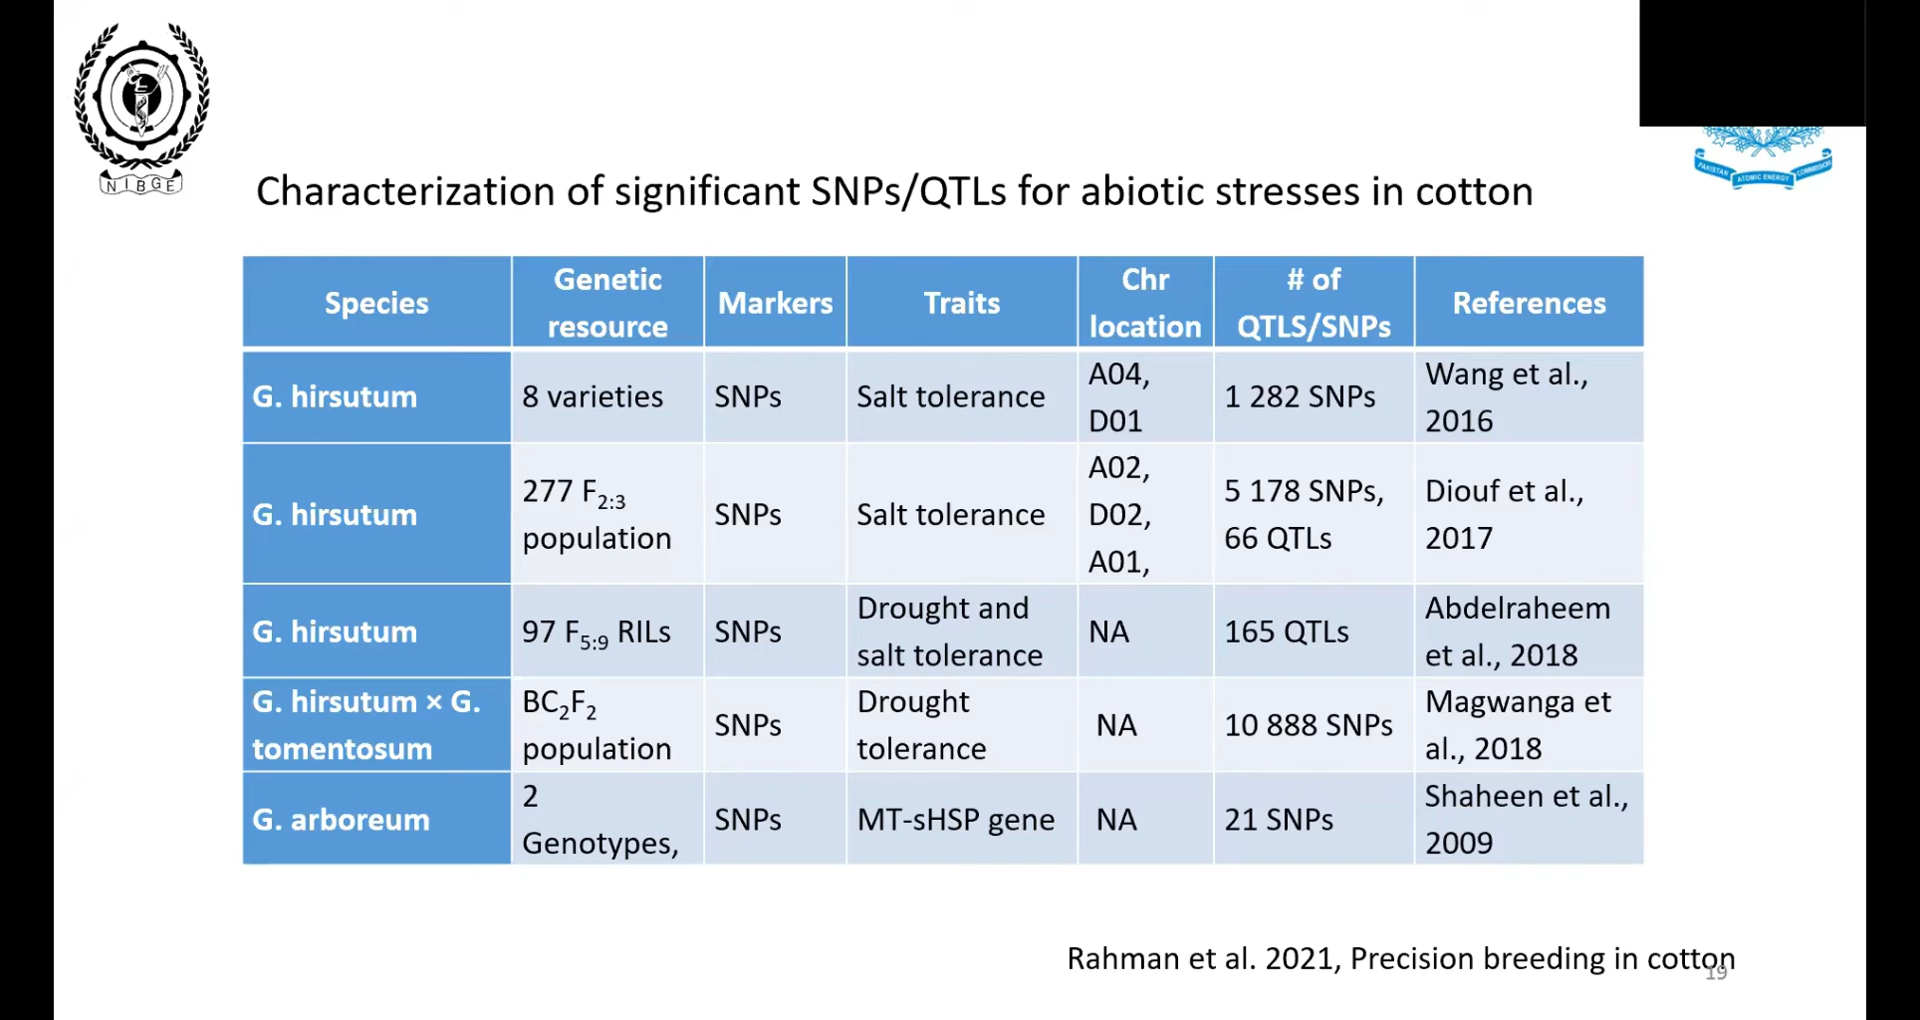 NIBGE
PAKISTAN ATOMIC ENERGY COMMISSION
Characterization of significant SNPs/QTLs for abiotic stresses in cotton
Species | Genetic resource | Markers | Traits | Chr location | # of QTLS/SNPs | References
G. hirsutum | 8 varieties | SNPs | Salt tolerance | A04, D01 | 1 282 SNPs | Wang et al., 2016
G. hirsutum | 277 F2:3 population | SNPs | Salt tolerance | A02, D02, A01, | 5 178 SNPs, 66 QTLs | Diouf et al., 2017
G. hirsutum | 97 F5:9 RILs | SNPs | Drought and salt tolerance | NA | 165 QTLs | Abdelraheem et al., 2018
G. hirsutum × G. tomentosum | BC2F2 population | SNPs | Drought tolerance | NA | 10 888 SNPs | Magwanga et al., 2018
G. arboreum | 2 Genotypes, | SNPs | MT-sHSP gene | NA | 21 SNPs | Shaheen et al., 2009
Rahman et al. 2021, Precision breeding in cotton
19